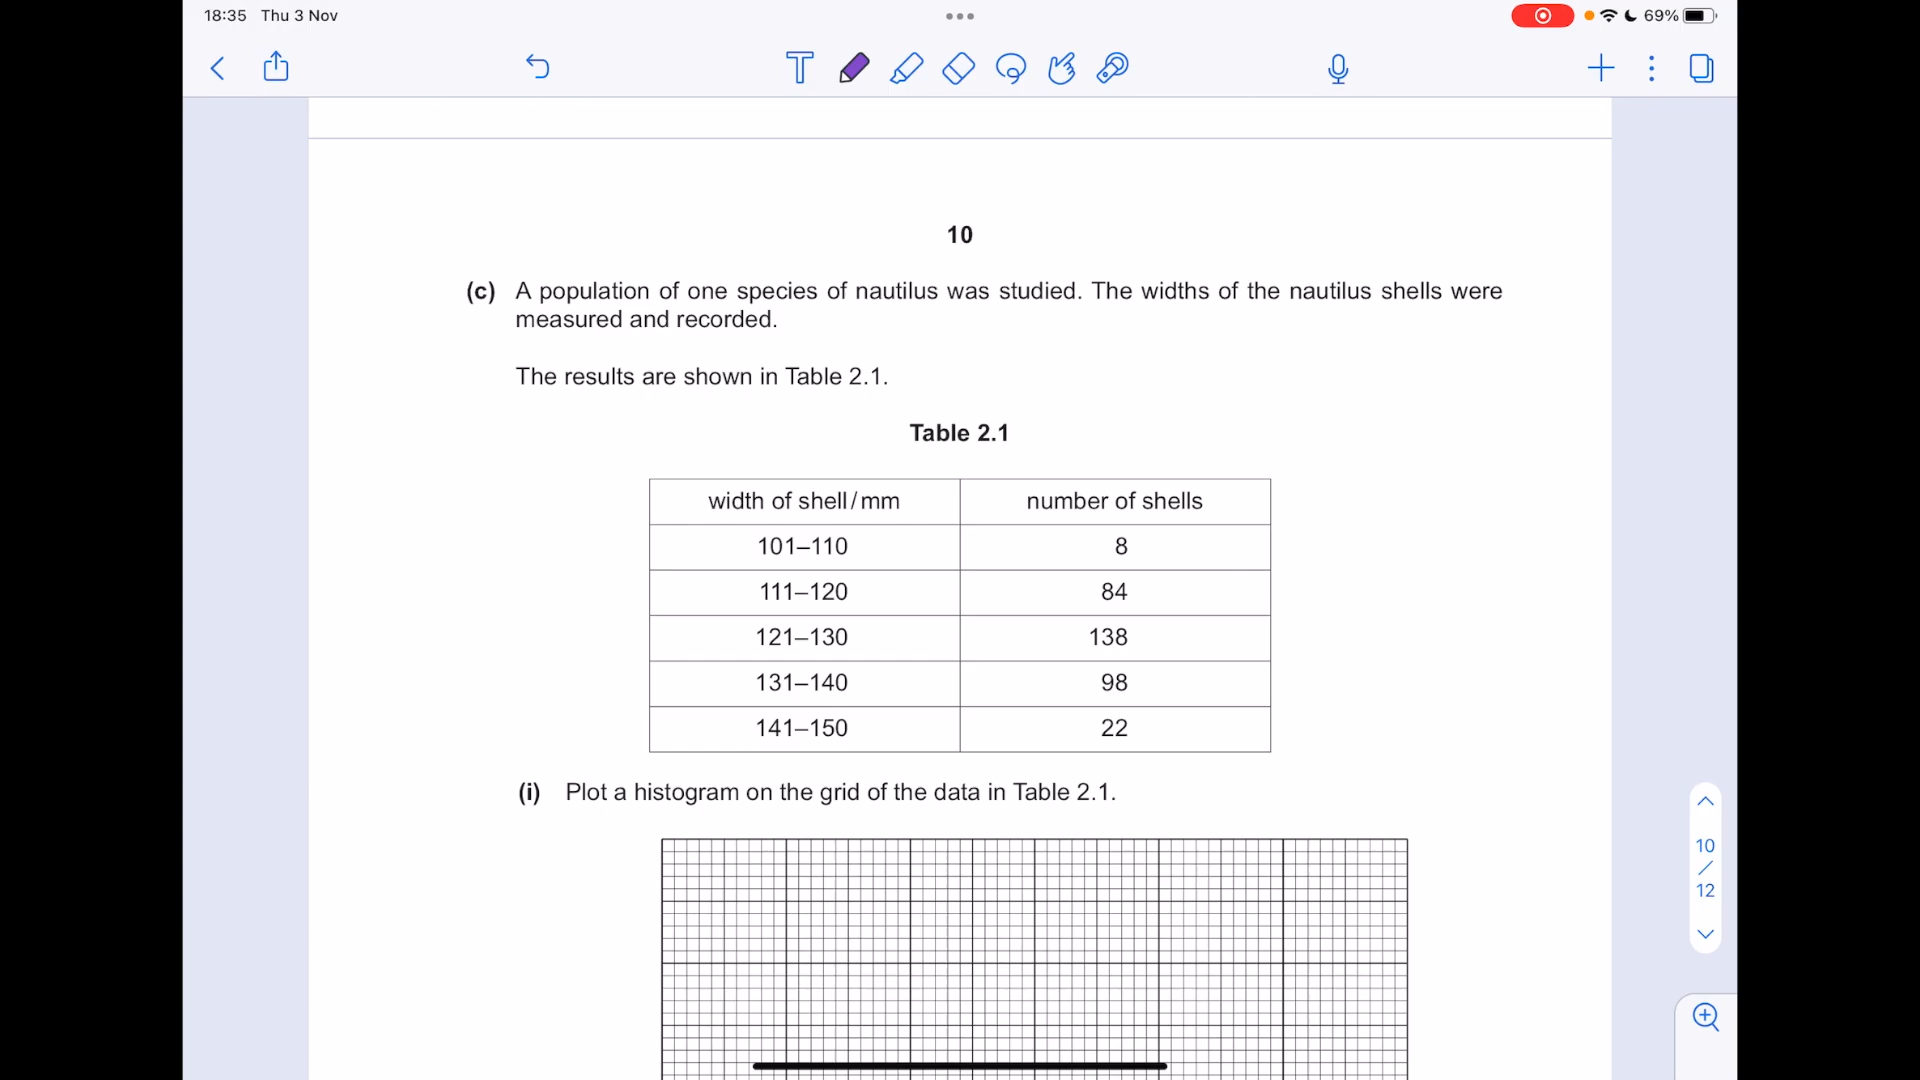 18:35 Thu 3 Nov
69%
T
10
(c) A population of one species of nautilus was studied. The widths of the nautilus shells were
measured and recorded.
The results are shown in Table 2.1.
Table 2.1
width of shell/mm number of shells
101–110 8
111–120 84
121–130 138
131–140 98
141–150 22
(i) Plot a histogram on the grid of the data in Table 2.1.
10
/
12